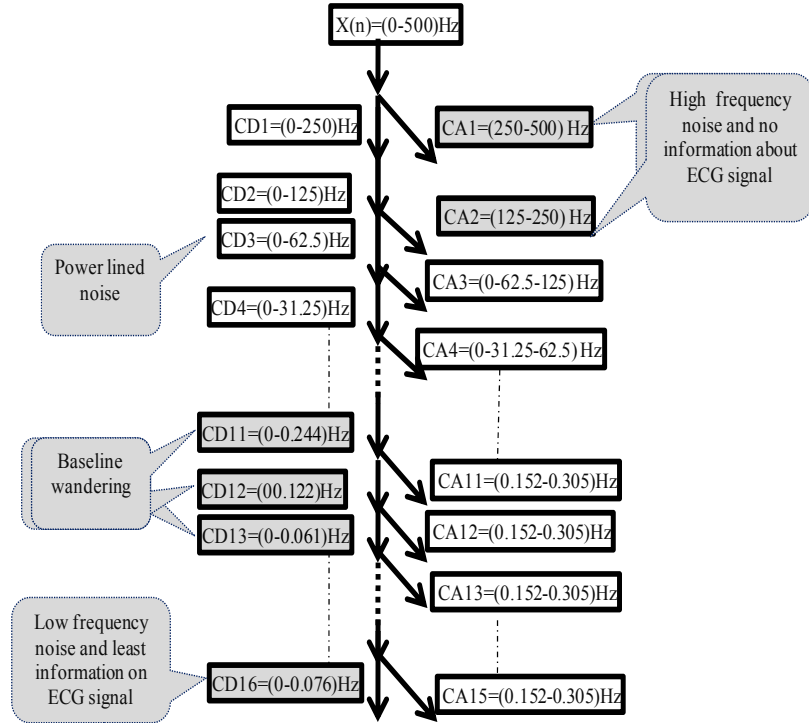 X(n)=(0-500)Hz
CD1=(0-250)Hz
CA1=(250-500) Hz
High frequency
noise and no
information about
ECG signal
CD2=(0-125)Hz
CA2=(125-250) Hz
CD3=(0-62.5)Hz
Power lined
noise
CA3=(0-62.5-125) Hz
CD4=(0-31.25)Hz
CA4=(0-31.25-62.5) Hz
CD11=(0-0.244)Hz
Baseline
wandering
CA11=(0.152-0.305)Hz
CD12=(00.122)Hz
CA12=(0.152-0.305)Hz
CD13=(0-0.061)Hz
CA13=(0.152-0.305)Hz
Low frequency
noise and least
information on
ECG signal
CD16=(0-0.076)Hz
CA15=(0.152-0.305)Hz